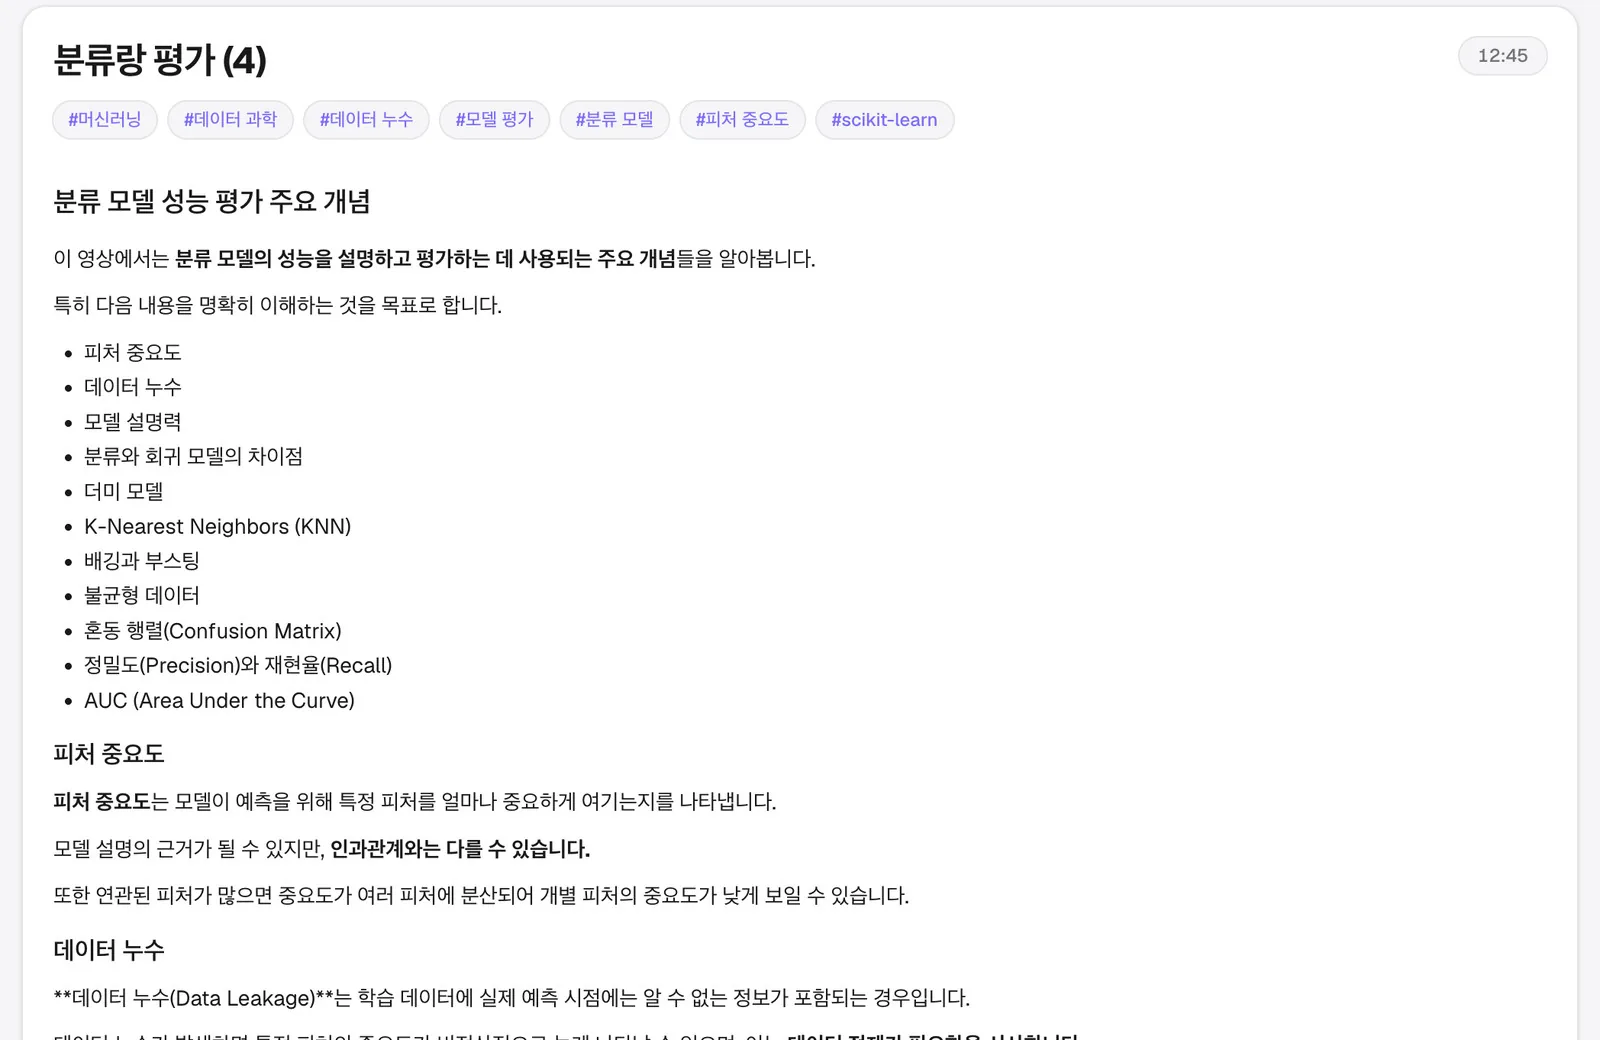 분류랑 평가 (4)
12:45
#머신러닝 #데이터 과학 #데이터 누수 #모델 평가 #분류 모델 #피처 중요도 #scikit-learn
분류 모델 성능 평가 주요 개념
이 영상에서는 분류 모델의 성능을 설명하고 평가하는 데 사용되는 주요 개념들을 알아봅니다.
특히 다음 내용을 명확히 이해하는 것을 목표로 합니다.
• 피처 중요도
• 데이터 누수
• 모델 설명력
• 분류와 회귀 모델의 차이점
• 더미 모델
• K-Nearest Neighbors (KNN)
• 배깅과 부스팅
• 불균형 데이터
• 혼동 행렬(Confusion Matrix)
• 정밀도(Precision)와 재현율(Recall)
• AUC (Area Under the Curve)
피처 중요도
피처 중요도는 모델이 예측을 위해 특정 피처를 얼마나 중요하게 여기는지를 나타냅니다.
모델 설명의 근거가 될 수 있지만, 인과관계와는 다를 수 있습니다.
또한 연관된 피처가 많으면 중요도가 여러 피처에 분산되어 개별 피처의 중요도가 낮게 보일 수 있습니다.
데이터 누수
**데이터 누수(Data Leakage)**는 학습 데이터에 실제 예측 시점에는 알 수 없는 정보가 포함되는 경우입니다.